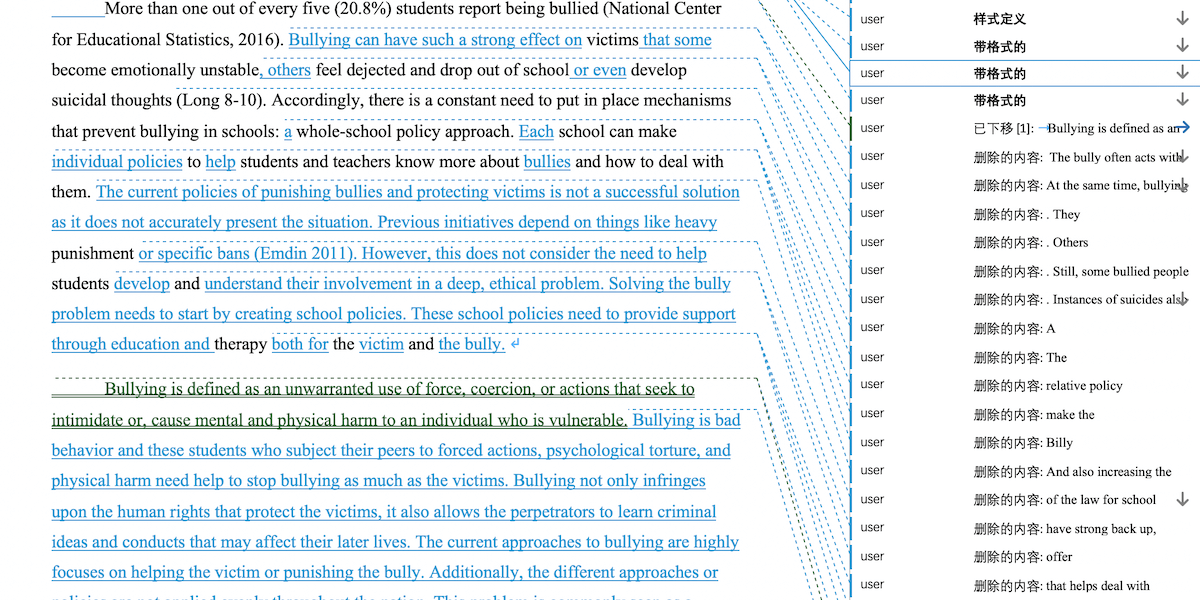 More than one out of every five (20.8%) students report being bullied (National Center
for Educational Statistics, 2016). Bullying can have such a strong effect on victims that some
become emotionally unstable, others feel dejected and drop out of school or even develop
suicidal thoughts (Long 8-10). Accordingly, there is a constant need to put in place mechanisms
that prevent bullying in schools: a whole-school policy approach. Each school can make
individual policies to help students and teachers know more about bullies and how to deal with
them. The current policies of punishing bullies and protecting victims is not a successful solution
as it does not accurately present the situation. Previous initiatives depend on things like heavy
punishment or specific bans (Emdin 2011). However, this does not consider the need to help
students develop and understand their involvement in a deep, ethical problem. Solving the bully
problem needs to start by creating school policies. These school policies need to provide support
through education and therapy both for the victim and the bully.
Bullying is defined as an unwarranted use of force, coercion, or actions that seek to
intimidate or, cause mental and physical harm to an individual who is vulnerable. Bullying is bad
behavior and these students who subject their peers to forced actions, psychological torture, and
physical harm need help to stop bullying as much as the victims. Bullying not only infringes
upon the human rights that protect the victims, it also allows the perpetrators to learn criminal
ideas and conducts that may affect their later lives. The current approaches to bullying are highly
focuses on helping the victim or punishing the bully. Additionally, the different approaches or
user 样式定义
user 带格式的
user 带格式的
user 带格式的
user 已下移 [1]: Bullying is defined as an
user 删除的内容: The bully often acts with
user 删除的内容: At the same time, bullying
user 删除的内容: . They
user 删除的内容: . Others
user 删除的内容: . Still, some bullied people
user 删除的内容: . Instances of suicides als
user 删除的内容: A
user 删除的内容: The
user 删除的内容: relative policy
user 删除的内容: make the
user 删除的内容: Billy
user 删除的内容: And also increasing the
user 删除的内容: of the law for school
user 删除的内容: have strong back up,
user 删除的内容: offer
user 删除的内容: that helps deal with